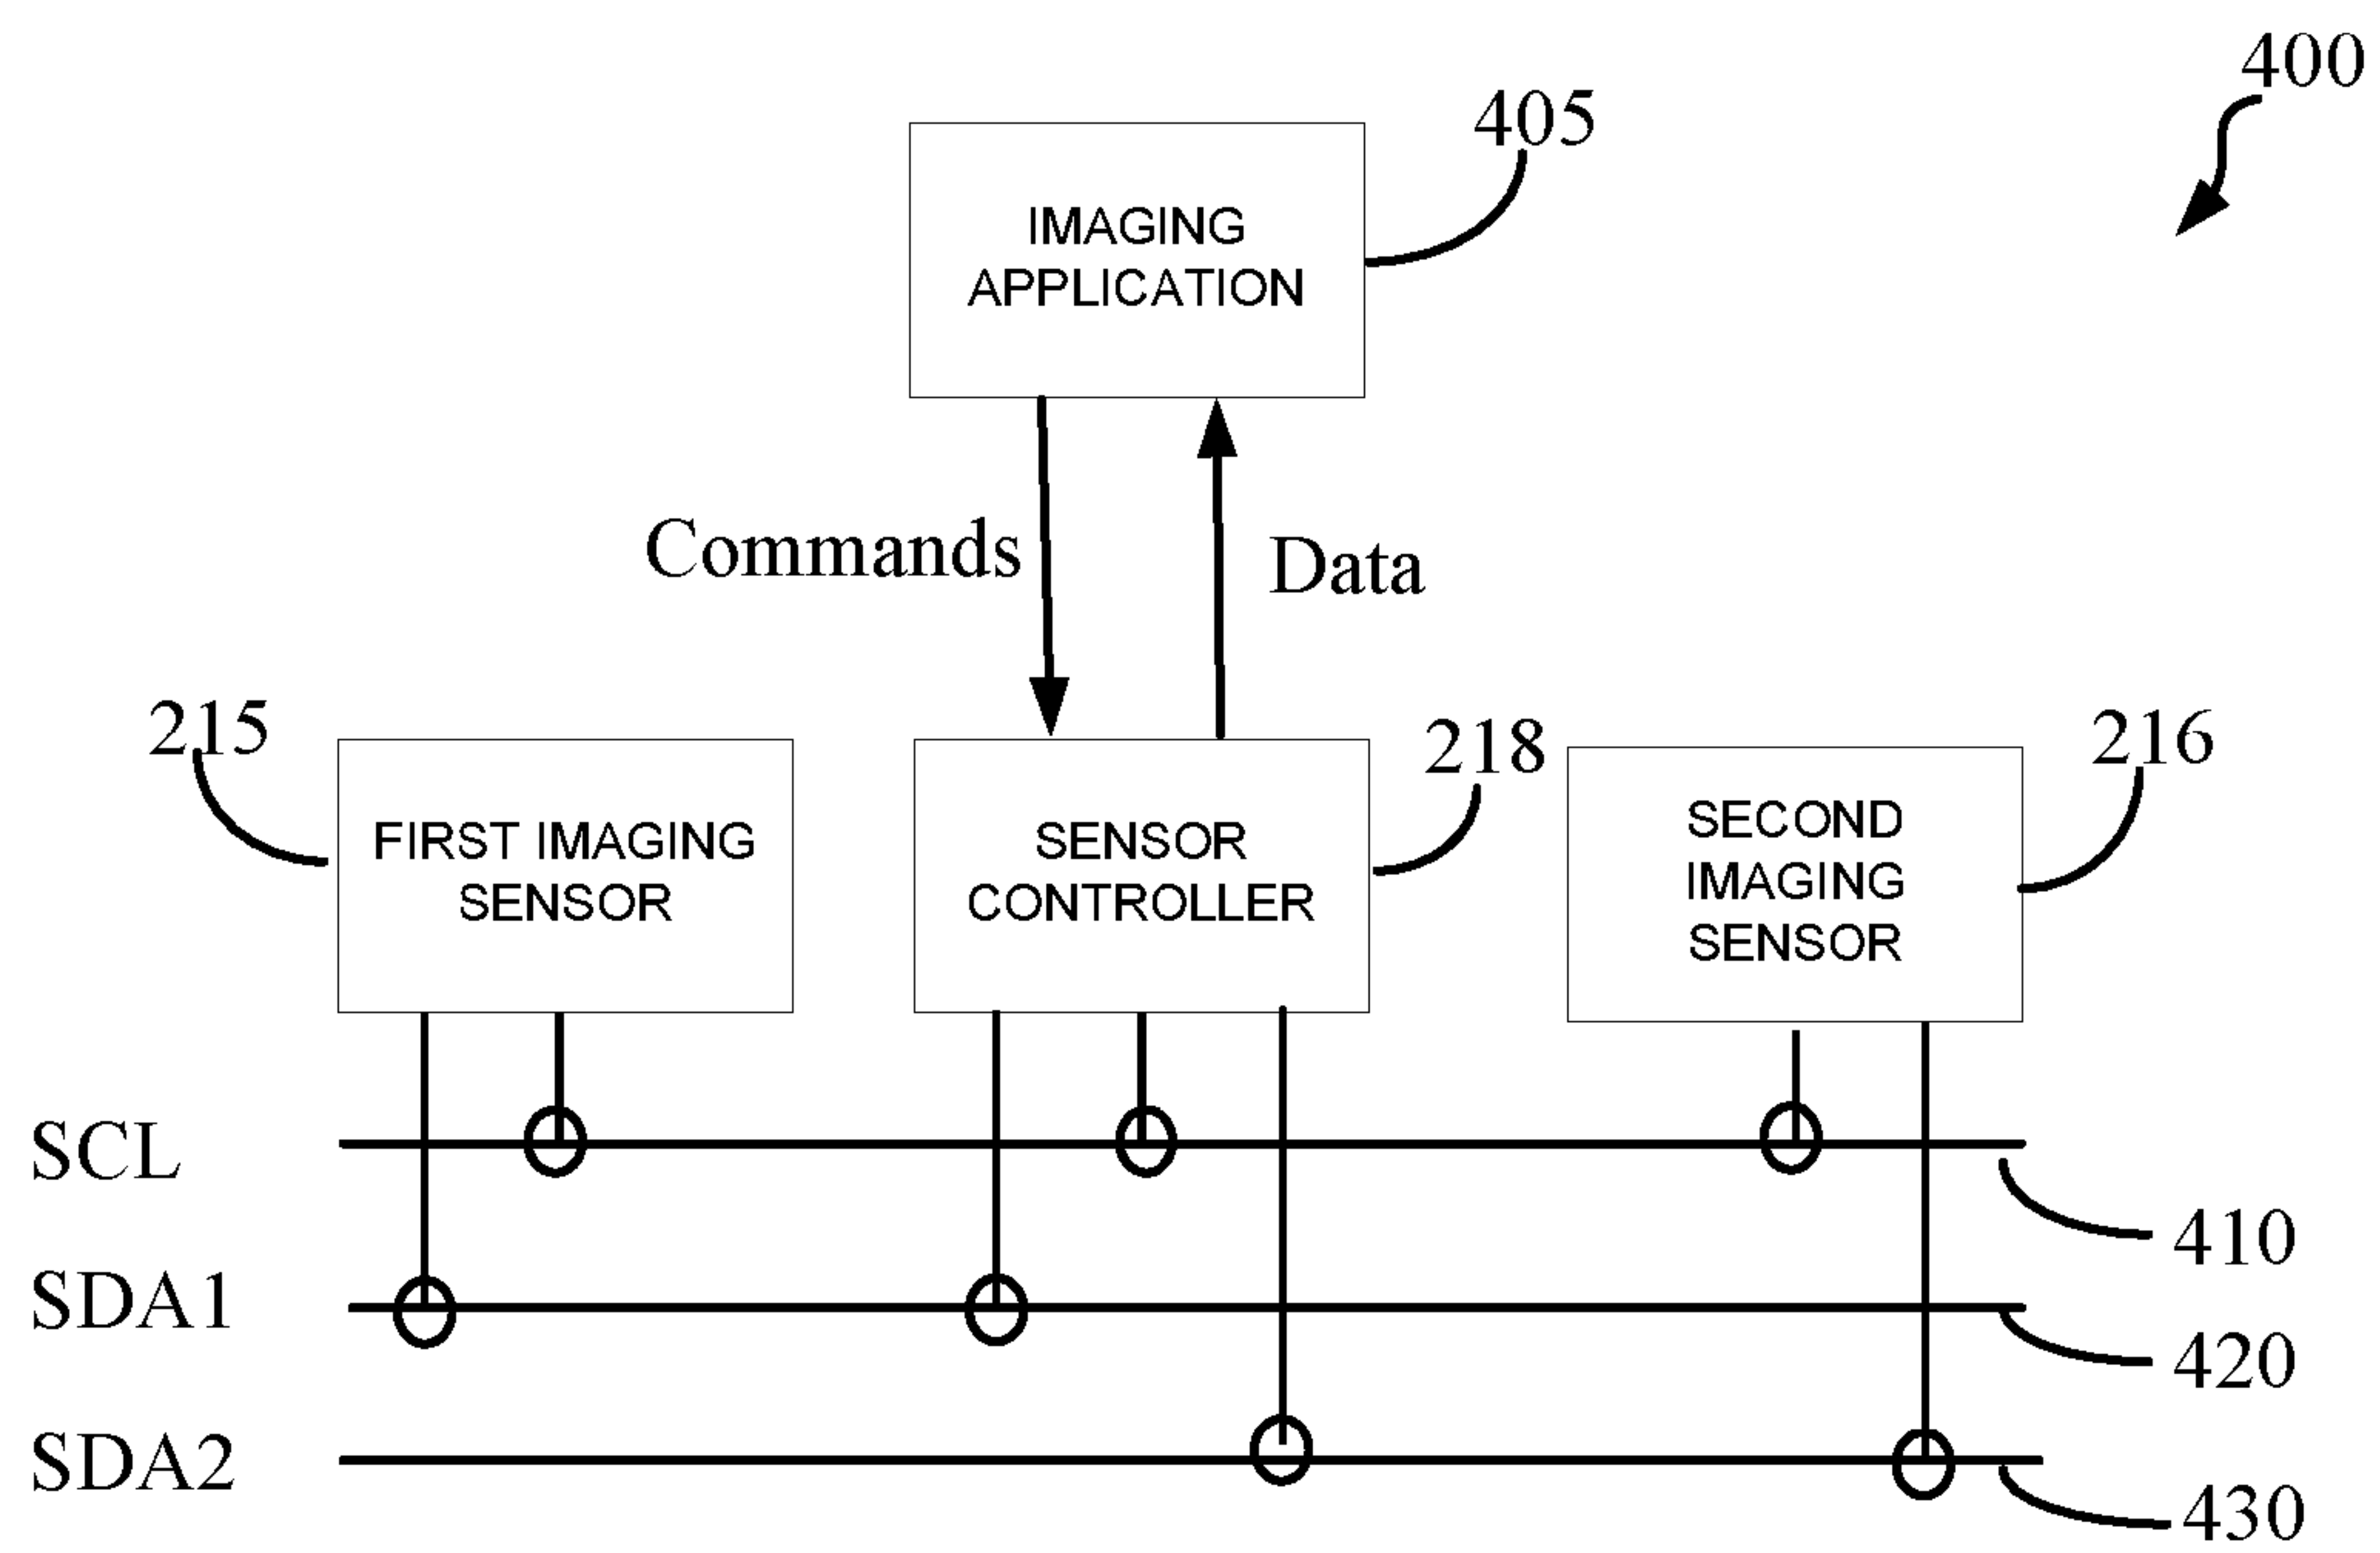 400
405
IMAGING
APPLICATION
Commands
Data
215
218
216
FIRST IMAGING
SENSOR
SENSOR
CONTROLLER
SECOND
IMAGING
SENSOR
SCL
410
SDA1
420
SDA2
430